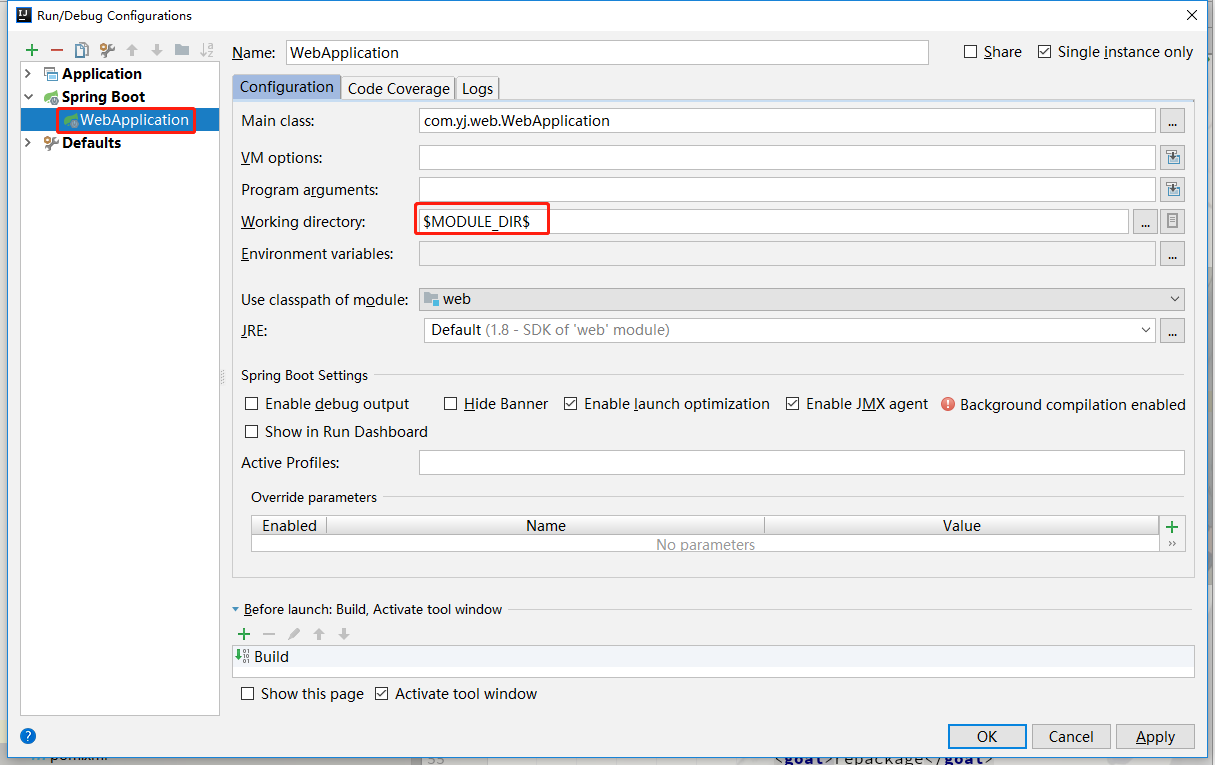 Run/Debug Configurations
Name: WebApplication
Share
Single instance only
Application
Spring Boot
WebApplication
Defaults
Configuration
Code Coverage
Logs
Main class: com.yj.web.WebApplication ...
VM options:
Program arguments:
Working directory: $MODULE_DIR$ ...
Environment variables: ...
Use classpath of module: web
JRE: Default (1.8 - SDK of 'web' module) ...
Spring Boot Settings
Enable debug output
Hide Banner
Enable launch optimization
Enable JMX agent
Background compilation enabled
Show in Run Dashboard
Active Profiles:
Override parameters
Enabled Name Value
No parameters
Before launch: Build, Activate tool window
Build
Show this page
Activate tool window
OK Cancel Apply
55
<goal>repackage</goal>